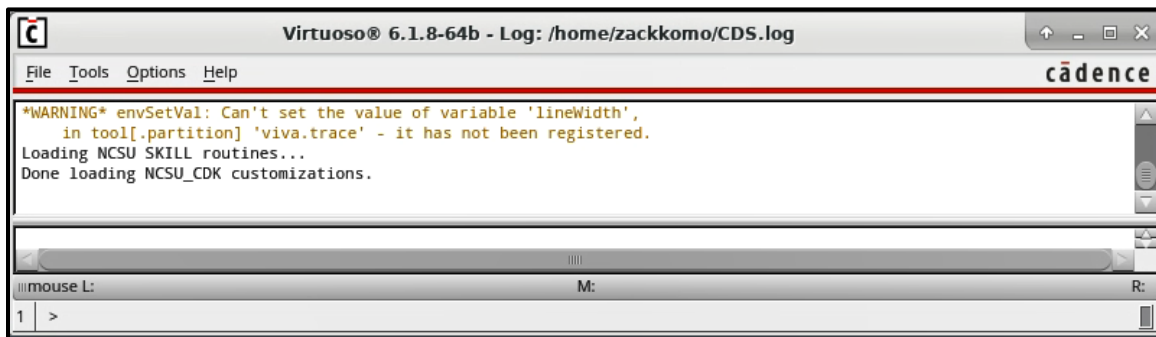 Virtuoso® 6.1.8-64b - Log: /home/zackkomo/CDS.log
File Tools Options Help
cādence
*WARNING* envSetVal: Can't set the value of variable 'lineWidth',
in tool[.partition] 'viva.trace' - it has not been registered.
Loading NCSU SKILL routines...
Done loading NCSU_CDK customizations.
mouse L: M: R:
1 >